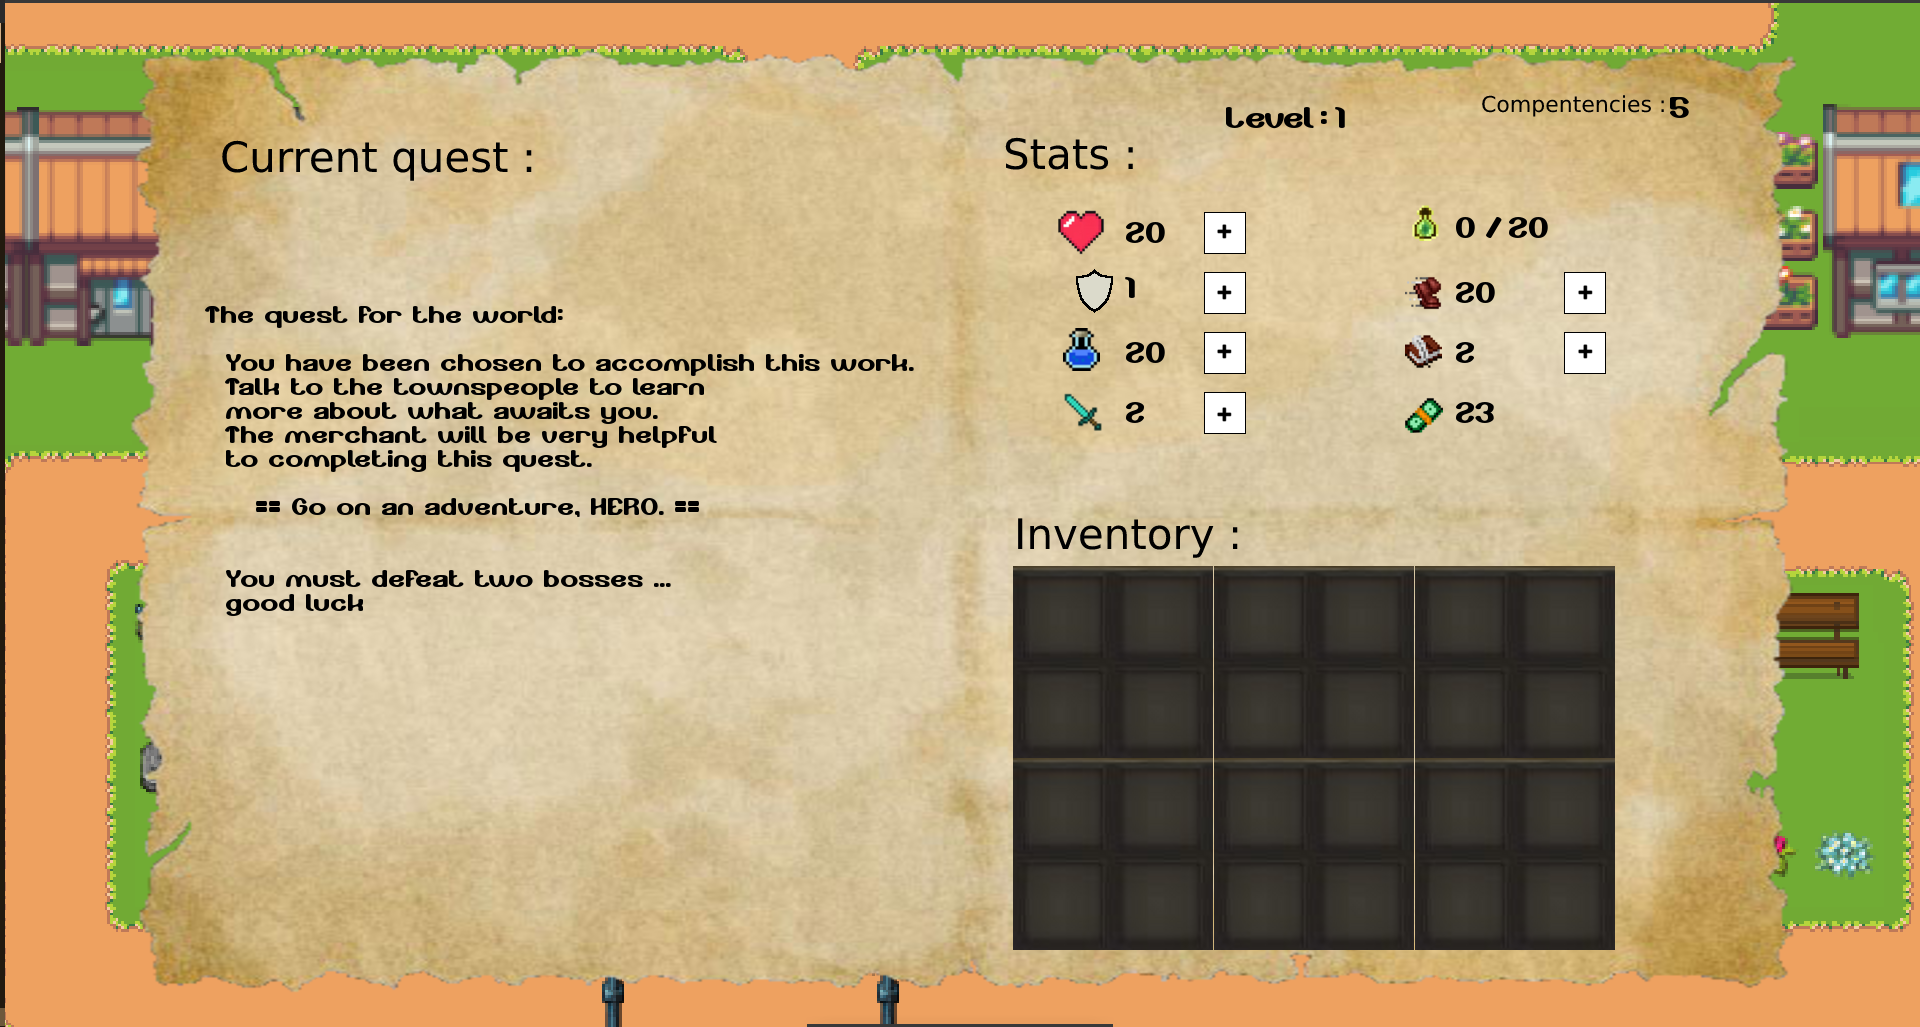 Level : 1
Compentencies : 5
Current quest :
Stats :
20 +
0 / 20
1 +
20 +
20 +
2 +
2 +
23
The quest for the world:
You have been chosen to accomplish this work.
Talk to the townspeople to learn
more about what awaits you.
The merchant will be very helpful
to completing this quest.
== Go on an adventure, HERO. ==
You must defeat two bosses ...
good luck
Inventory :